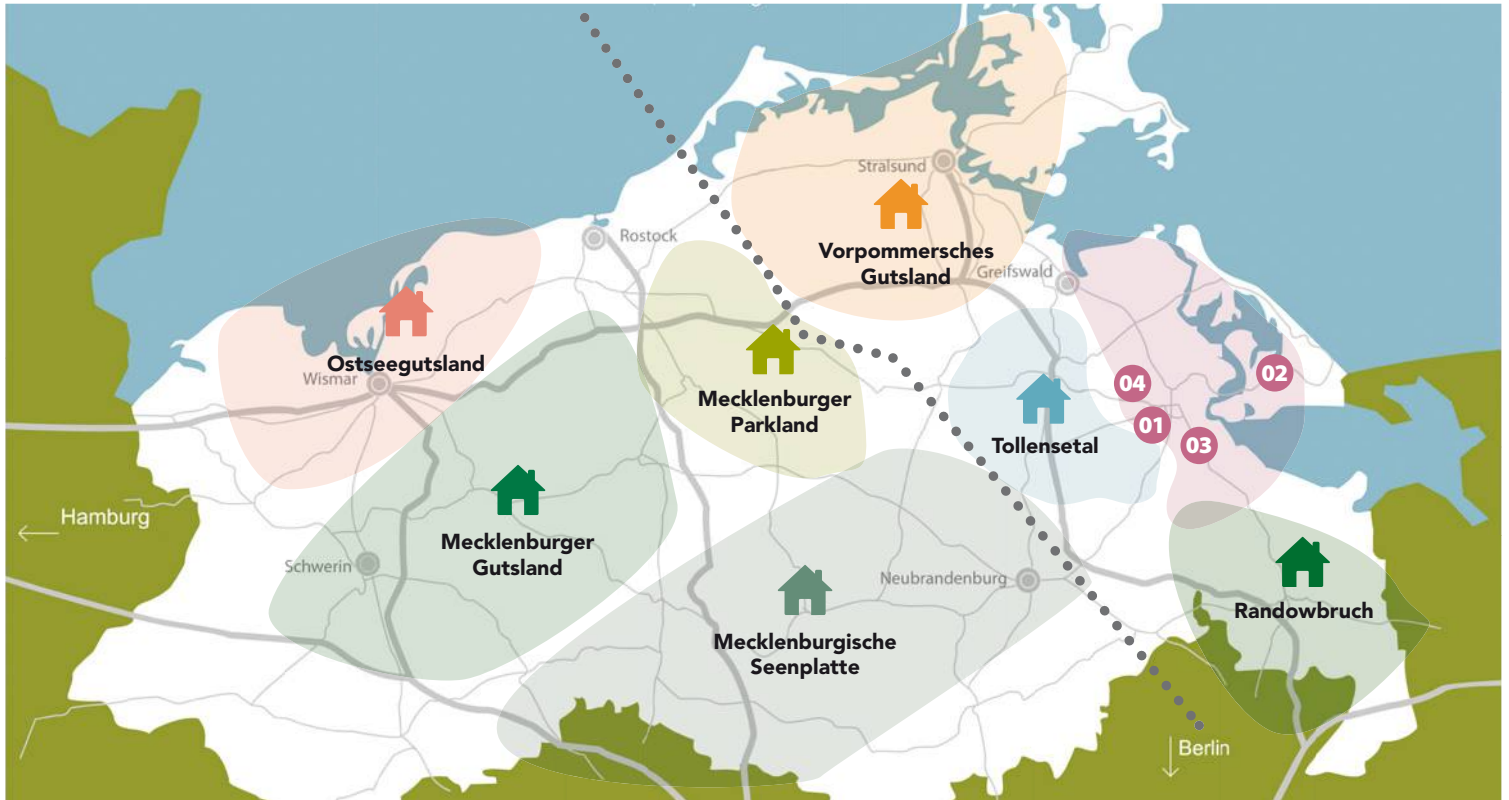 Stralsund
Vorpommersches
Gutsland
Rostock
Greifswald
Ostseegutsland
Wismar
Mecklenburger
Parkland
Tollensetal
04
02
01
03
Hamburg
Mecklenburger
Gutsland
Schwerin
Neubrandenburg
Mecklenburgische
Seenplatte
Randowbruch
Berlin